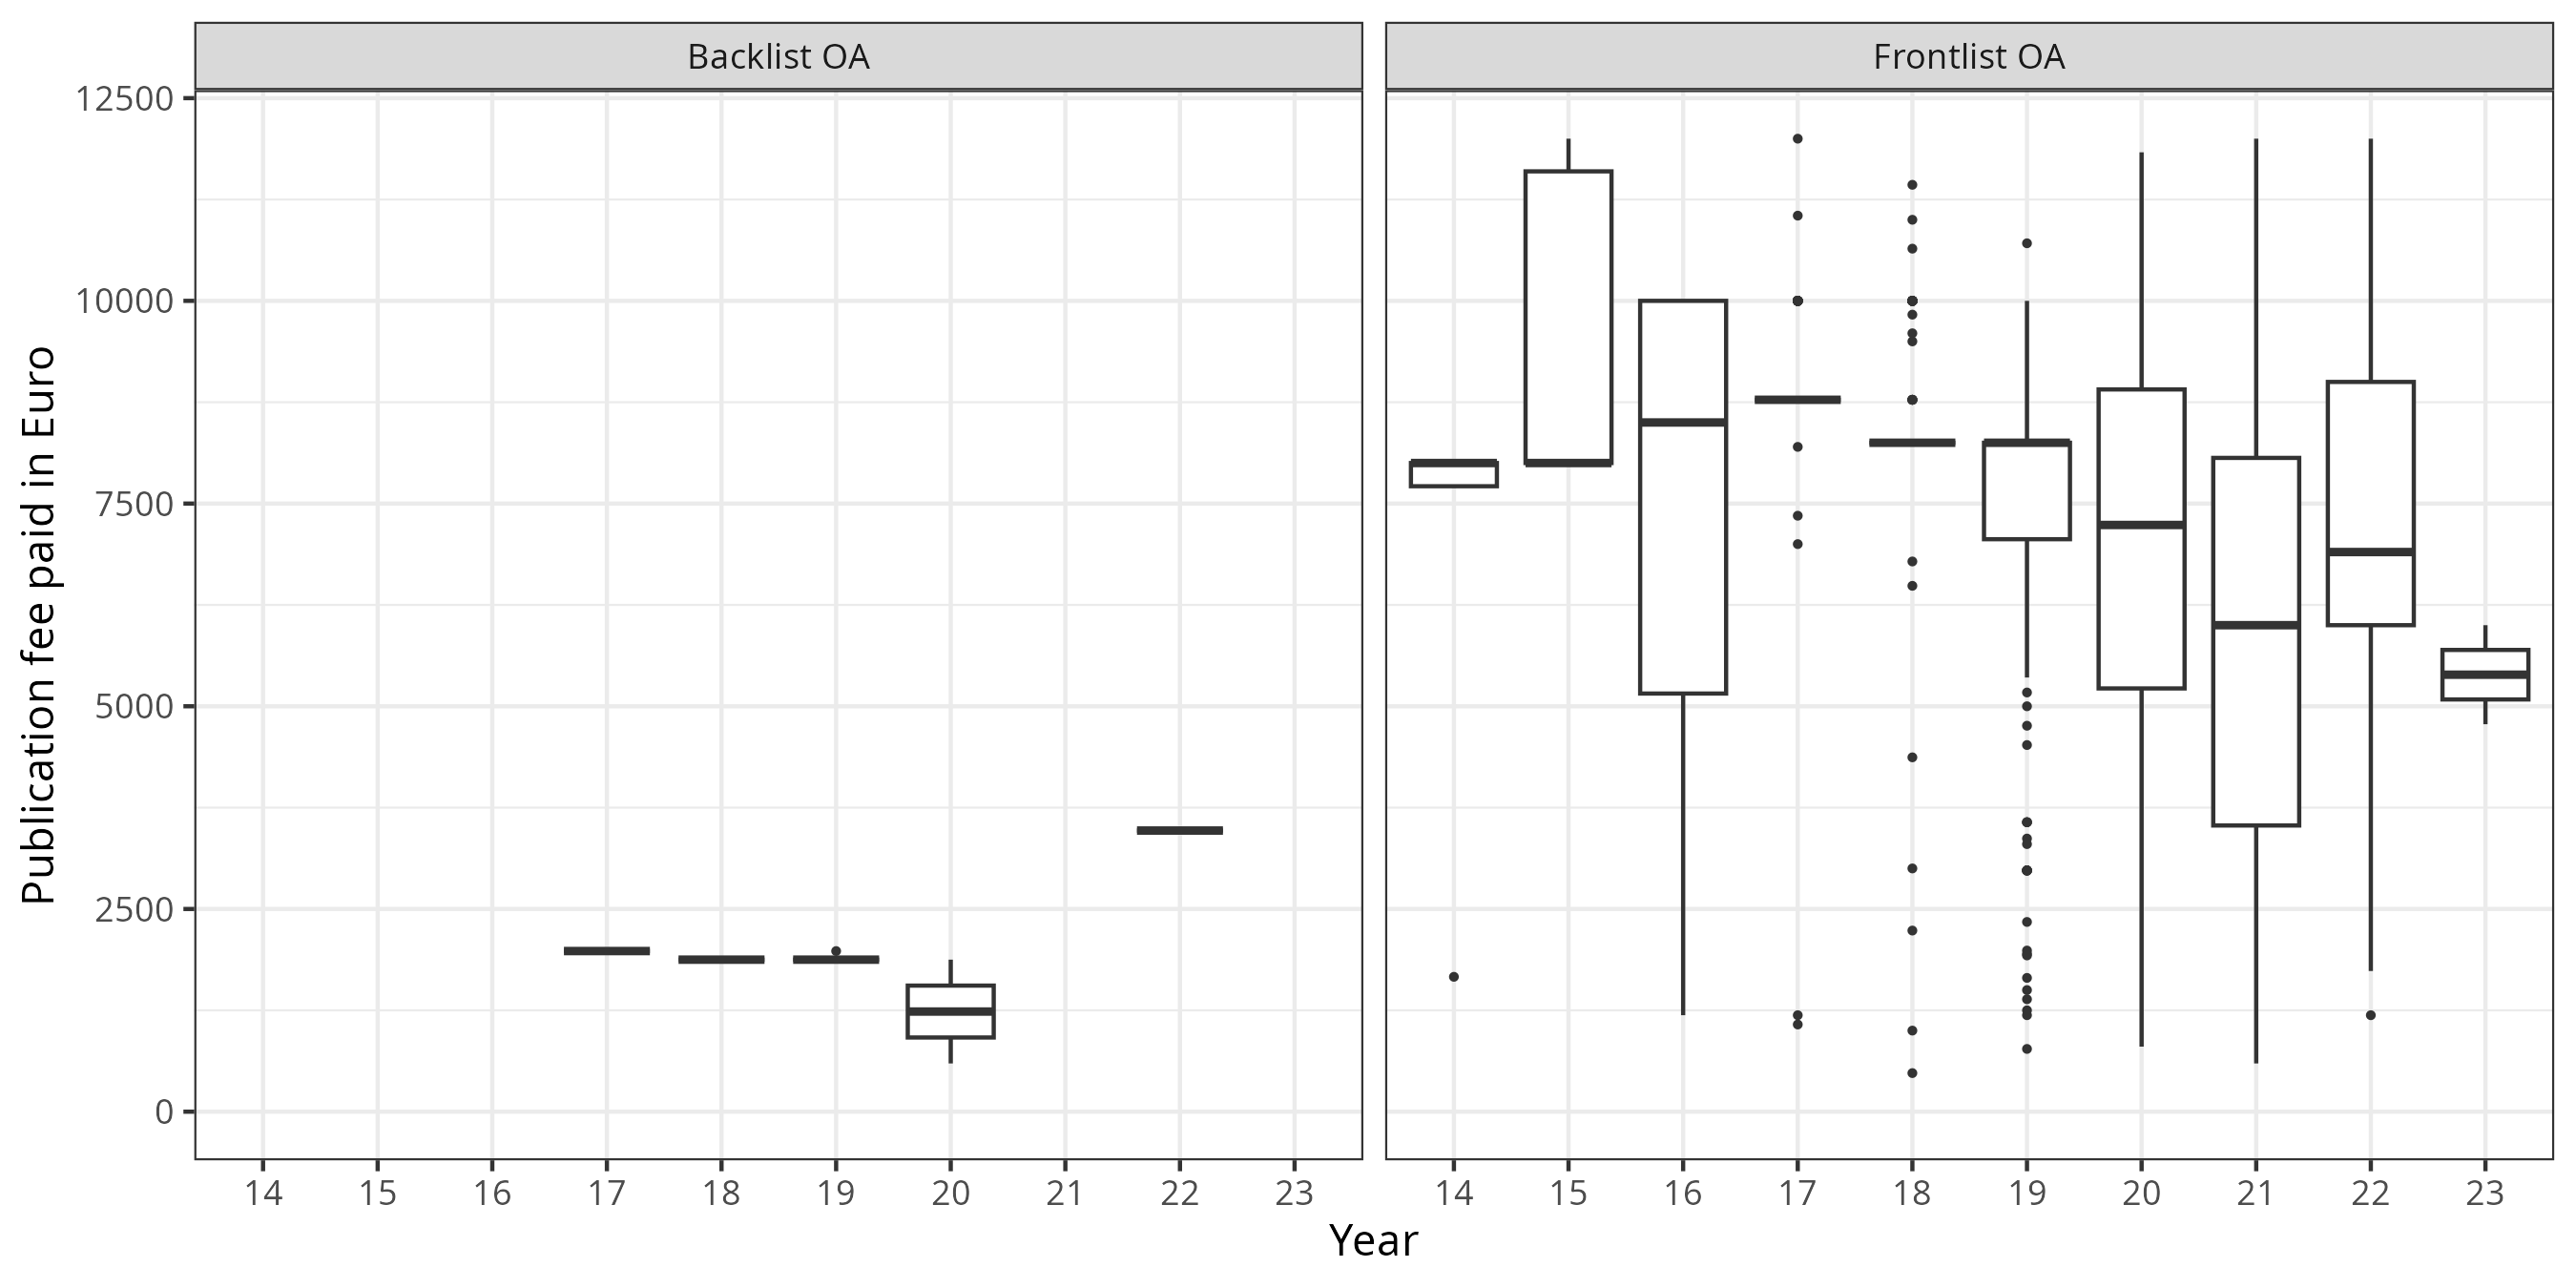 Backlist OA
Frontlist OA
Publication fee paid in Euro
12500
10000
7500
5000
2500
0
14 15 16 17 18 19 20 21 22 23
14 15 16 17 18 19 20 21 22 23
Year